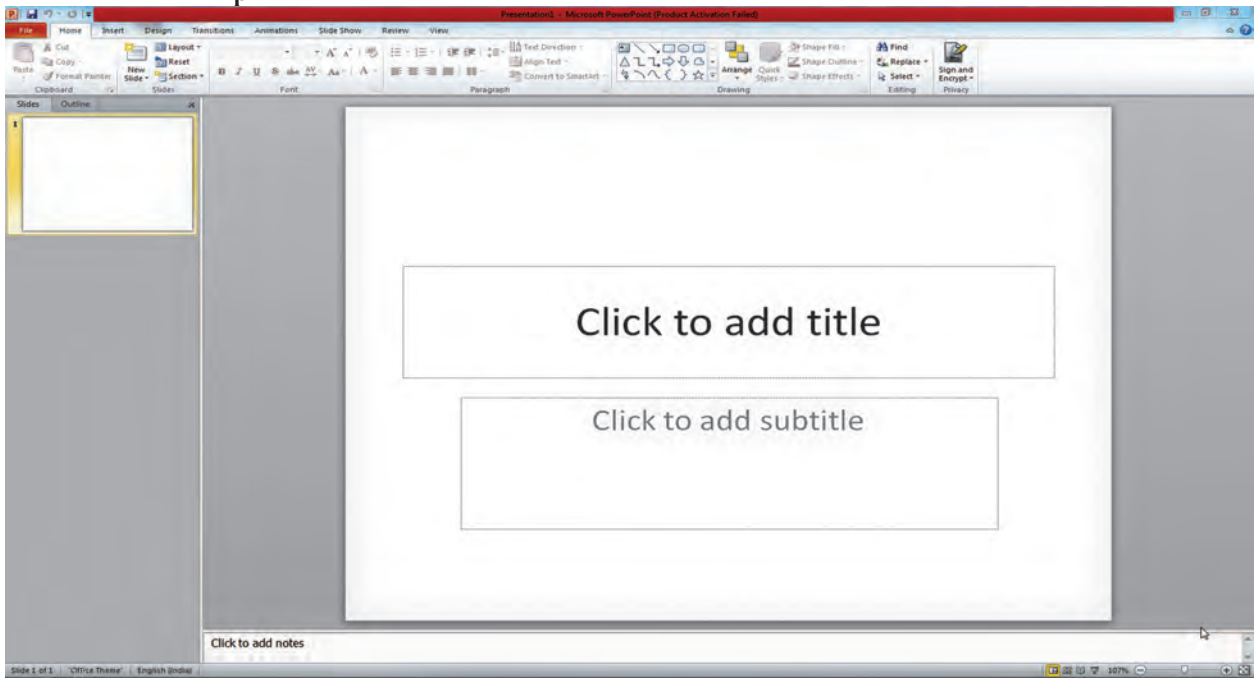 Presentation1 - Microsoft PowerPoint (Product Activation Failed)
File Home Insert Design Transitions Animations Slide Show Review View
Cut
Copy
Format Painter
Paste
Clipboard
New Slide
Layout
Reset
Section
Slides
B I U S abc AV Aa A
Font
Text Direction
Align Text
Convert to SmartArt
Paragraph
Arrange
Quick Styles
Shape Fill
Shape Outline
Shape Effects
Drawing
Find
Replace
Select
Editing
Sign and Encrypt
Privacy
Slides Outline
1
Click to add title
Click to add subtitle
Click to add notes
Slide 1 of 1 "Office Theme" English (India) 107%